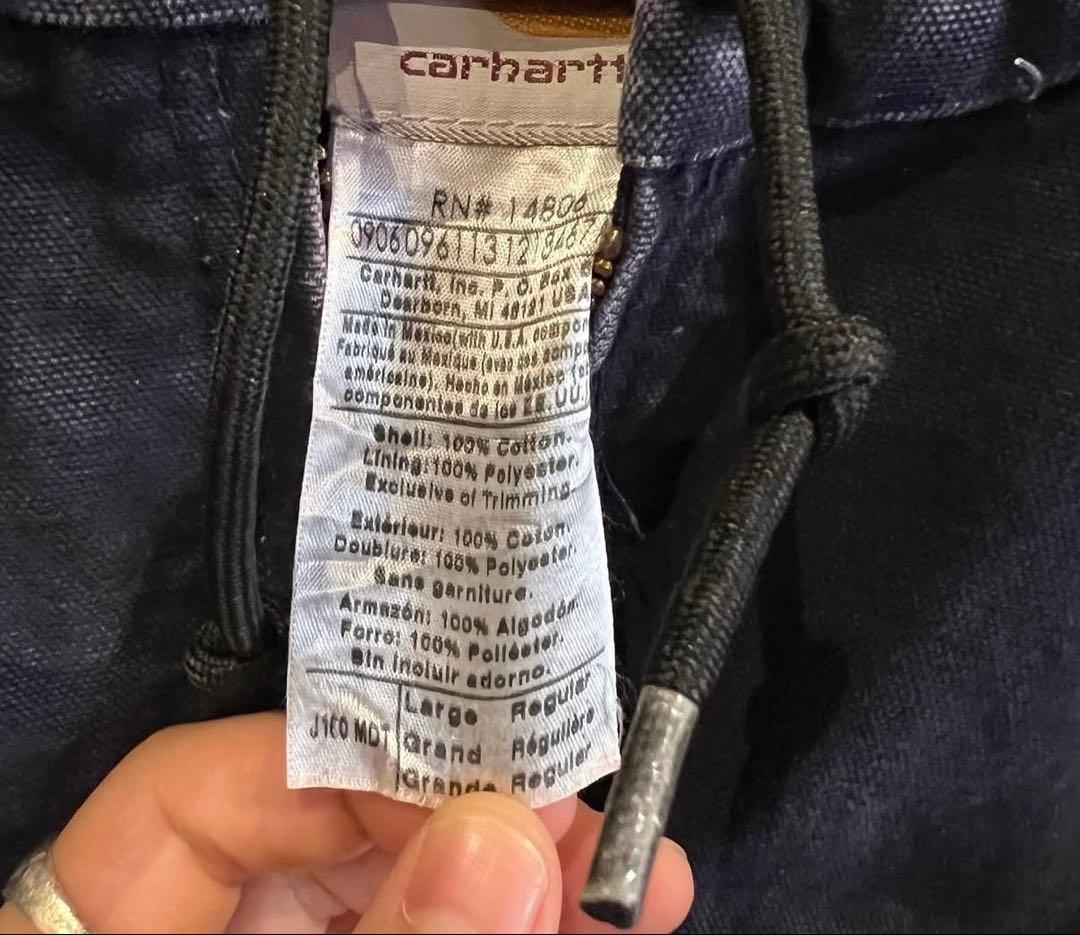 carhartt
RN# 14806
Carhartt, Inc. P. O. Box
Dearborn, MI 48121 USA
Made in Mexico(with U.S.A.
Fabriqué au Mexique (avec des
américaine). Hecho en México
componentes de los EE. UU.
Shell: 100% Cotton.
Lining: 100% Polyester.
Exclusive of Trimming.
Extérieur: 100% Coton.
Doublure: 100% Polyester.
Sans garniture.
Armazón: 100% Algodón.
Forro: 100% Poliéster.
Sin incluir adorno.
Large Regular
J160 MDT Grand Régulière
Grande Regular